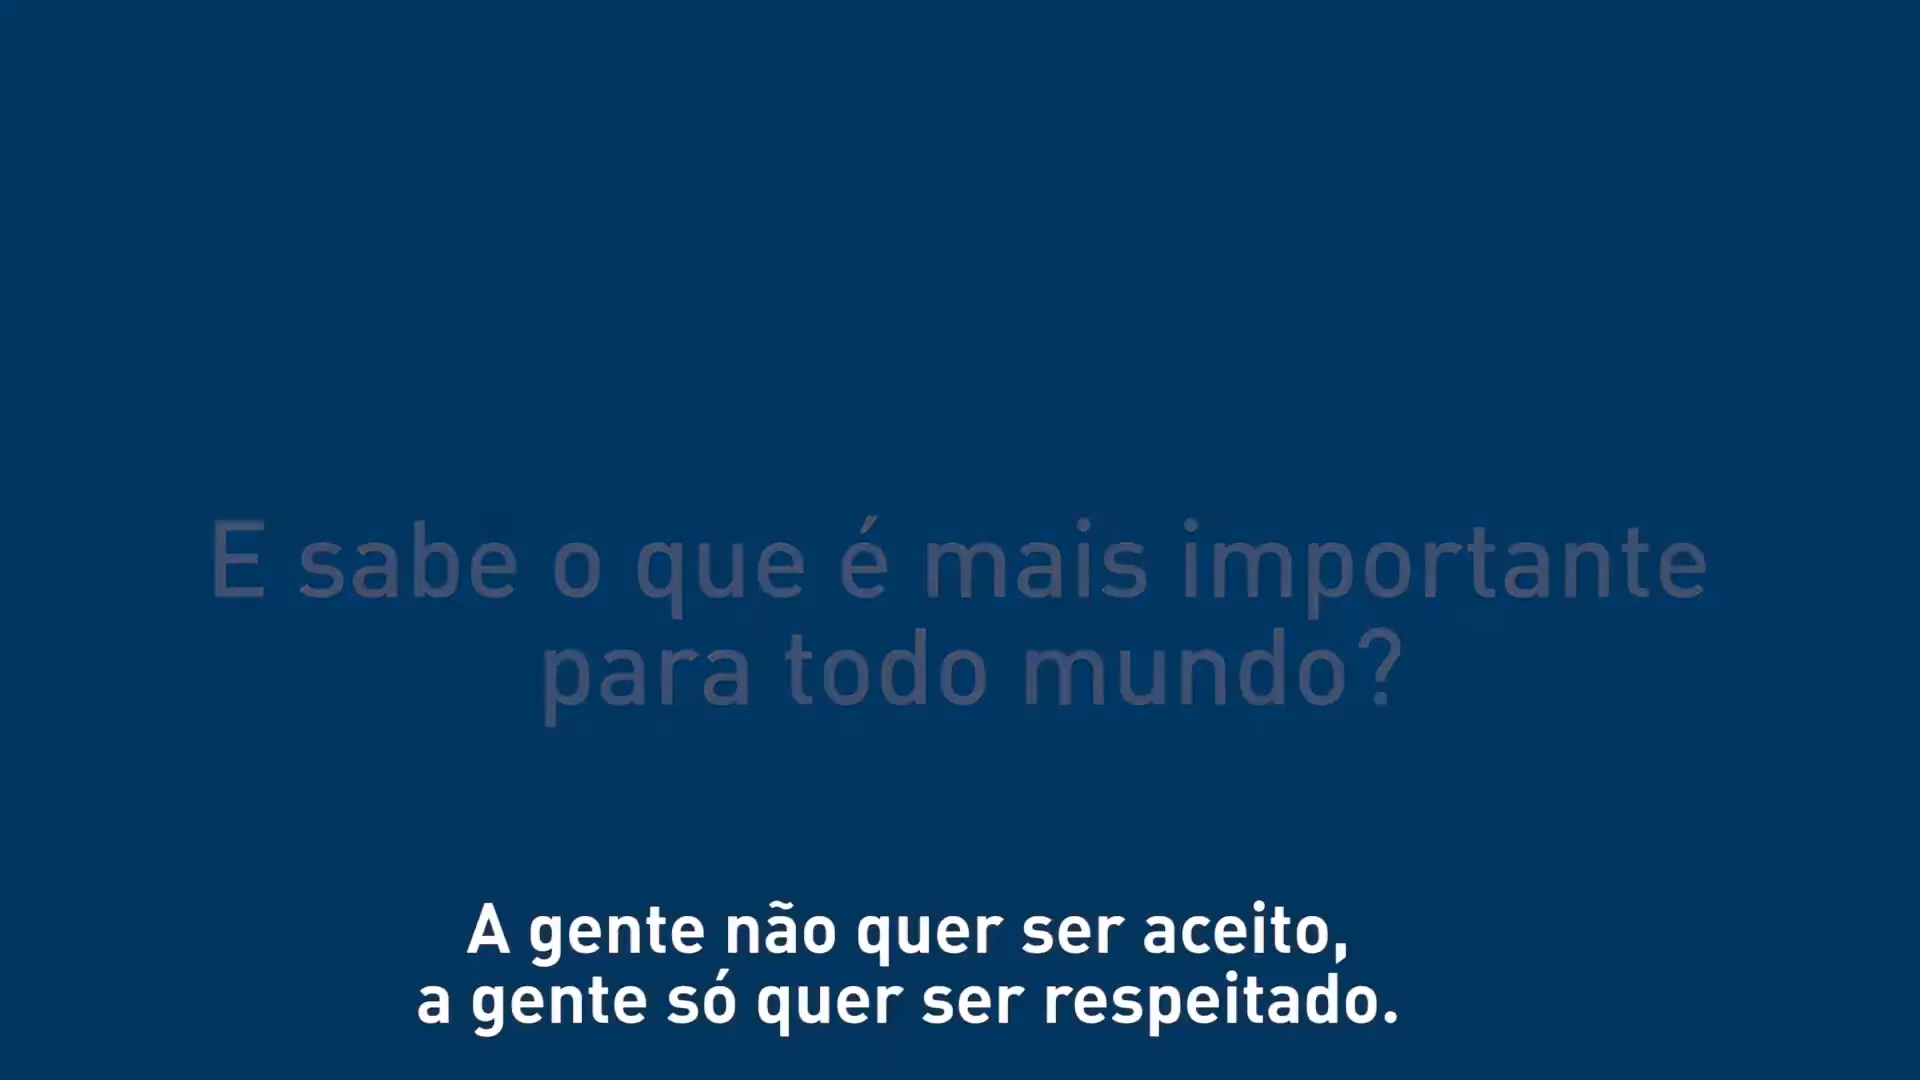 E sabe o que é mais importante
para todo mundo?
A gente não quer ser aceito,
a gente só quer ser respeitado.